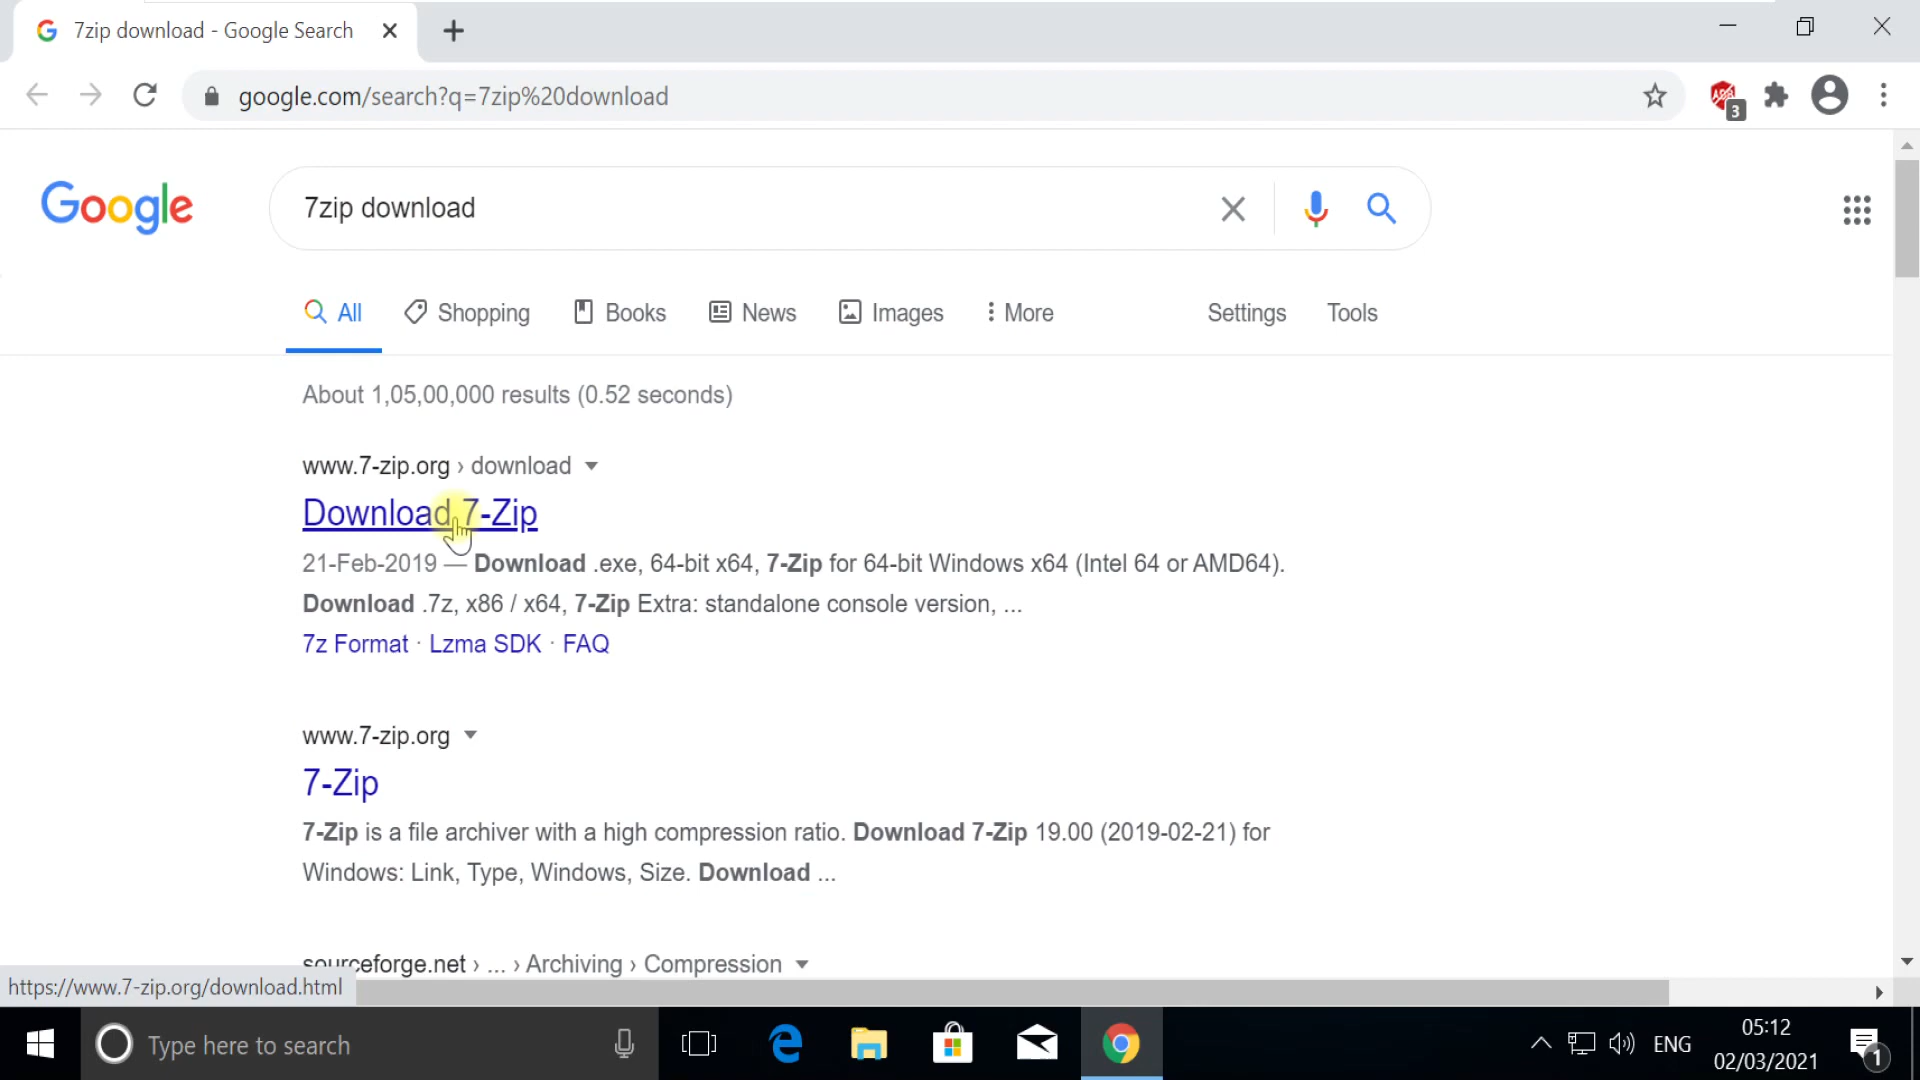 7zip download - Google Search
google.com/search?q=7zip%20download
3
Google
7zip download
All Shopping Books News Images More Settings Tools
About 1,05,00,000 results (0.52 seconds)
www.7-zip.org › download
Download 7-Zip
21-Feb-2019 — Download .exe, 64-bit x64, 7-Zip for 64-bit Windows x64 (Intel 64 or AMD64).
Download .7z, x86 / x64, 7-Zip Extra: standalone console version, ...
7z Format · Lzma SDK · FAQ
www.7-zip.org
7-Zip
7-Zip is a file archiver with a high compression ratio. Download 7-Zip 19.00 (2019-02-21) for
Windows: Link, Type, Windows, Size. Download ...
sourceforge.net › ... › Archiving › Compression
https://www.7-zip.org/download.html
Type here to search
ENG
05:12
02/03/2021
1